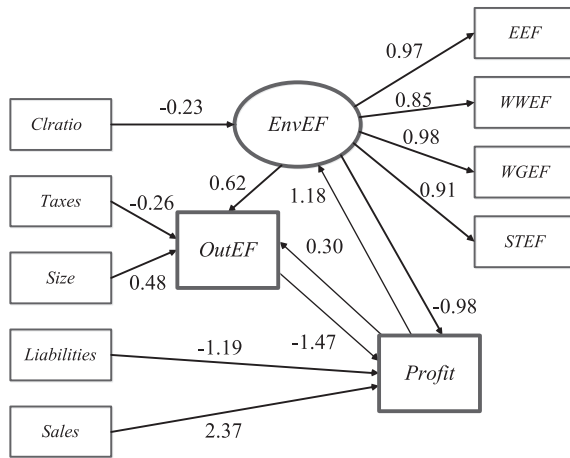 EEF
0.97
-0.23
0.85
Clratio
EnvEF
WWEF
0.98
WGEF
0.91
Taxes
-0.26
0.62
1.18
STEF
OutEF
0.30
Size
0.48
-0.98
Liabilities
-1.19
-1.47
Profit
Sales
2.37